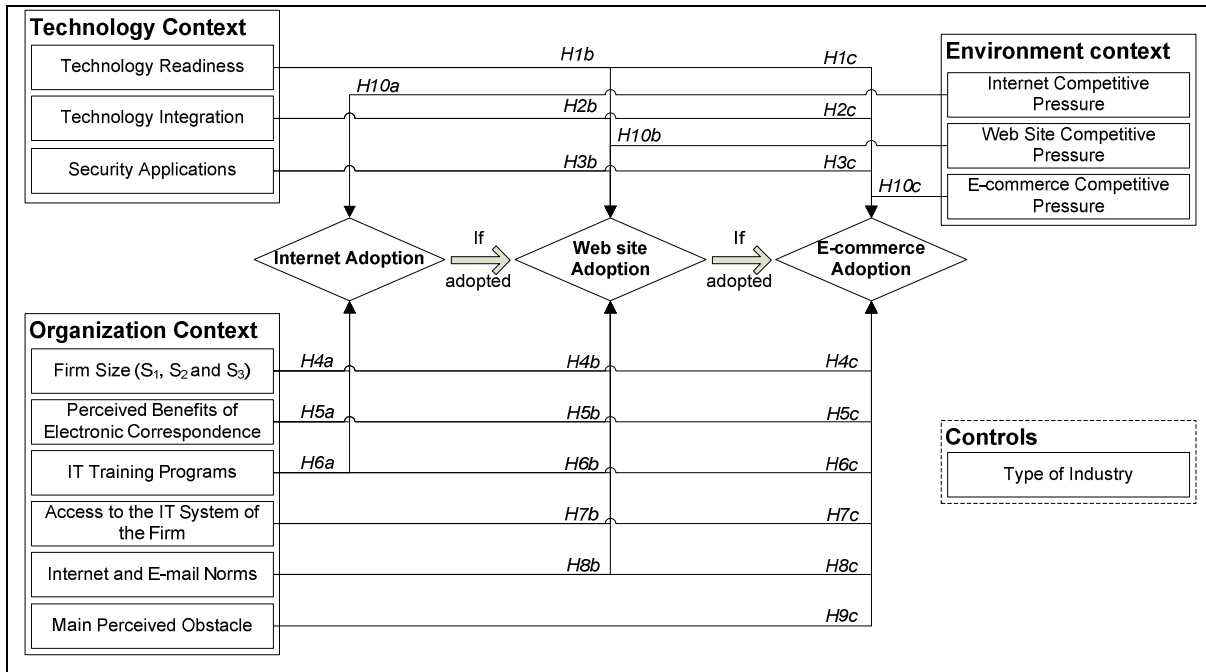 Technology Context
Technology Readiness
Technology Integration
Security Applications
H1b
H1c
H10a
H2b
H2c
H10b
H3b
H3c
H10c
Environment context
Internet Competitive
Pressure
Web Site Competitive
Pressure
E-commerce Competitive
Pressure
Internet Adoption
If
adopted
Web site
Adoption
If
adopted
E-commerce
Adoption
Organization Context
Firm Size (S1, S2 and S3)
H4a
H4b
H4c
Perceived Benefits of
Electronic Correspondence
H5a
H5b
H5c
IT Training Programs
H6a
H6b
H6c
Access to the IT System of
the Firm
H7b
H7c
Internet and E-mail Norms
H8b
H8c
Main Perceived Obstacle
H9c
Controls
Type of Industry